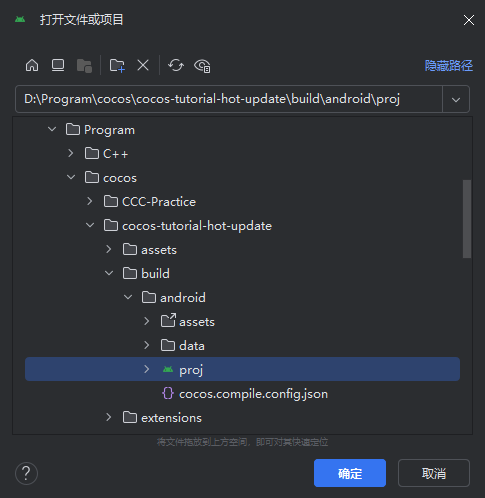 打开文件或项目
隐藏路径
D:\Program\cocos\cocos-tutorial-hot-update\build\android\proj
Program
C++
cocos
CCC-Practice
cocos-tutorial-hot-update
assets
build
android
assets
data
proj
cocos.compile.config.json
extensions
将文件拖放到上方空间，即可对其快速定位
?
确定
取消